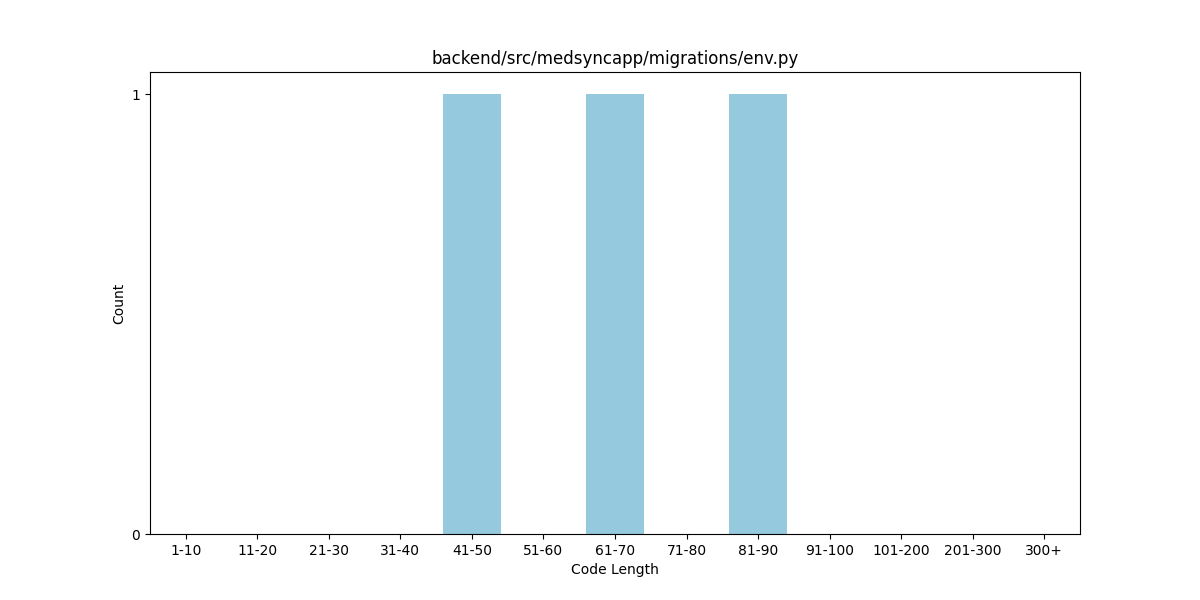 backend/src/medsyncapp/migrations/env.py
1
Count
0
1-10 11-20 21-30 31-40 41-50 51-60 61-70 71-80 81-90 91-100 101-200 201-300 300+
Code Length